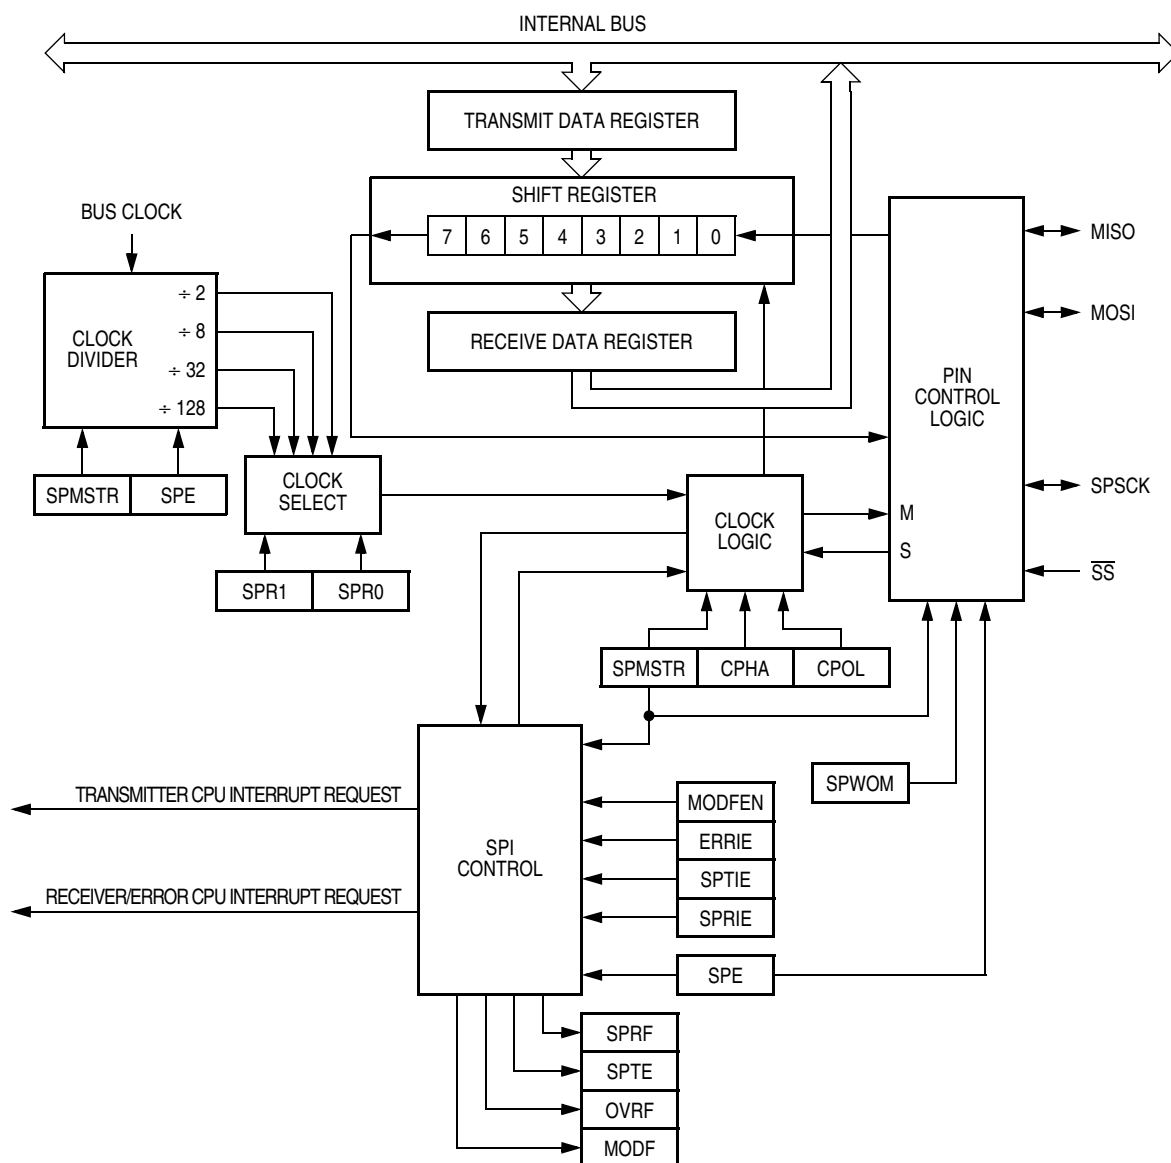 INTERNAL BUS
TRANSMIT DATA REGISTER
SHIFT REGISTER
7 6 5 4 3 2 1 0
RECEIVE DATA REGISTER
BUS CLOCK
CLOCK
DIVIDER
÷ 2
÷ 8
÷ 32
÷ 128
SPMSTR SPE
CLOCK
SELECT
SPR1 SPR0
CLOCK
LOGIC
SPMSTR CPHA CPOL
PIN
CONTROL
LOGIC
M
S
MISO
MOSI
SPSCK
S̅S̅
SPWOM
TRANSMITTER CPU INTERRUPT REQUEST
RECEIVER/ERROR CPU INTERRUPT REQUEST
SPI
CONTROL
MODFEN
ERRIE
SPTIE
SPRIE
SPE
SPRF
SPTE
OVRF
MODF